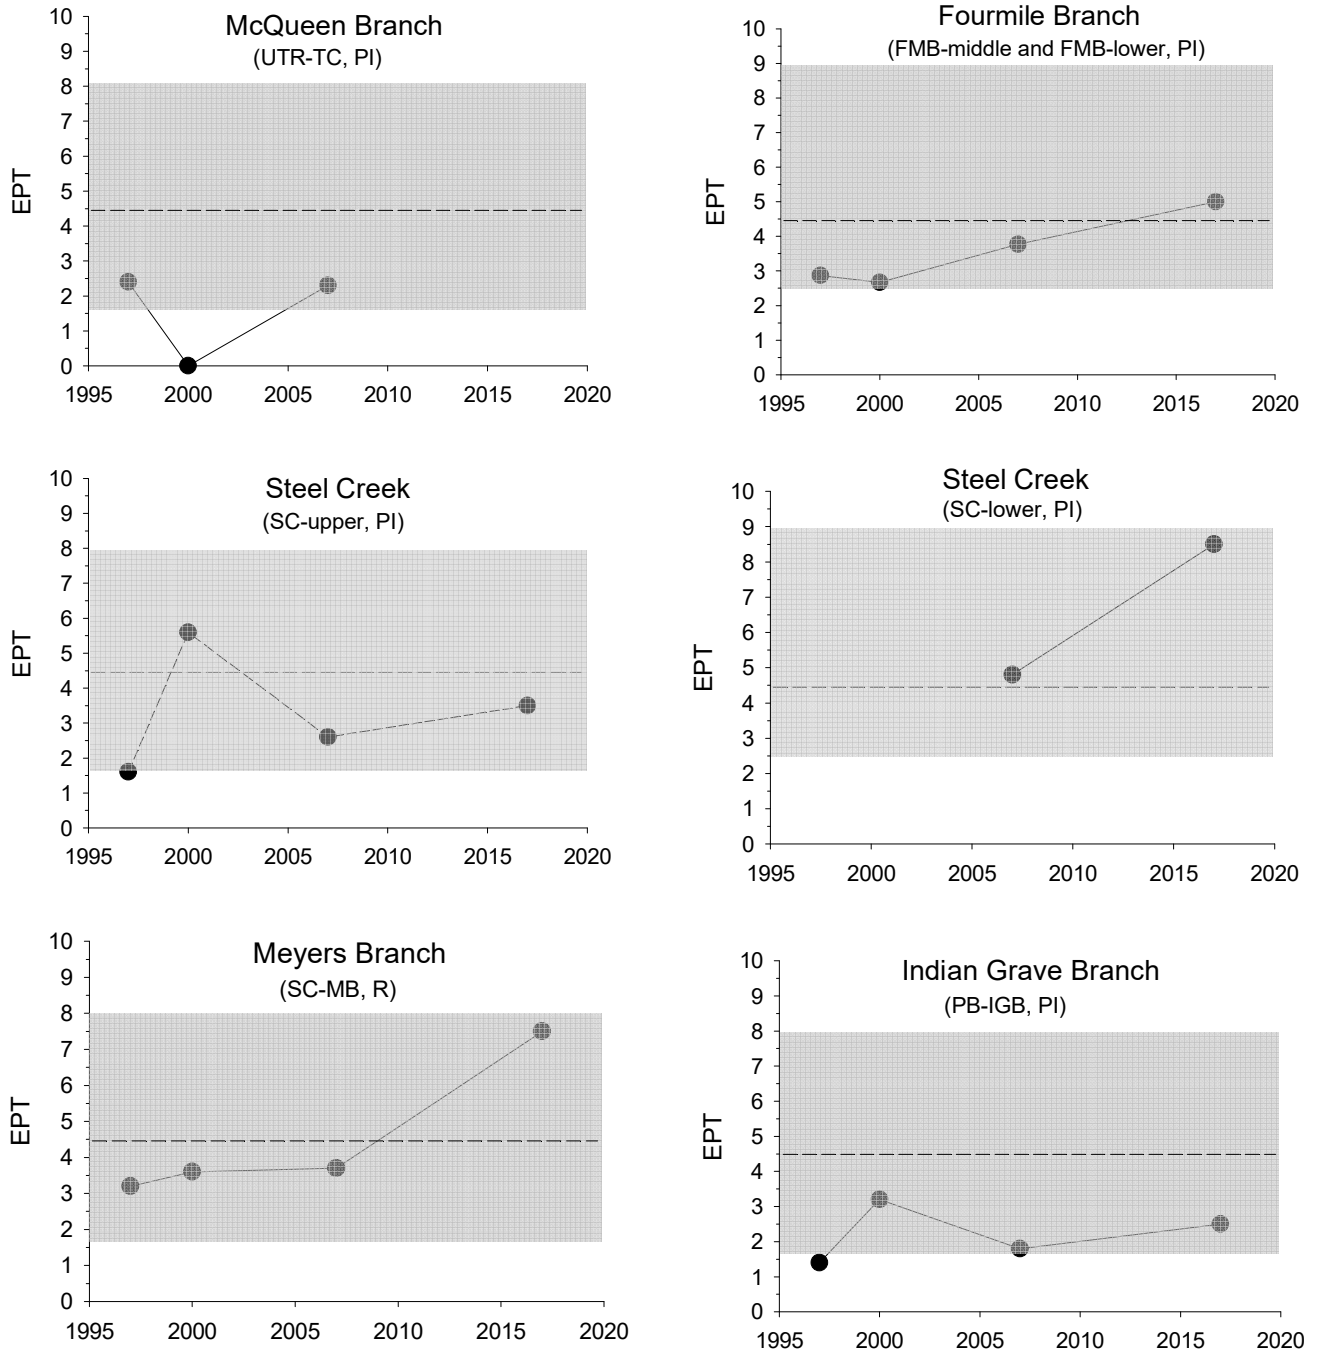 McQueen Branch
(UTR-TC, PI)
10
9
8
7
6
5
4
3
2
1
0
EPT
1995 2000 2005 2010 2015 2020
Fourmile Branch
(FMB-middle and FMB-lower, PI)
10
9
8
7
6
5
4
3
2
1
0
EPT
1995 2000 2005 2010 2015 2020
Steel Creek
(SC-upper, PI)
10
9
8
7
6
5
4
3
2
1
0
EPT
1995 2000 2005 2010 2015 2020
Steel Creek
(SC-lower, PI)
10
9
8
7
6
5
4
3
2
1
0
EPT
1995 2000 2005 2010 2015 2020
Meyers Branch
(SC-MB, R)
10
9
8
7
6
5
4
3
2
1
0
EPT
1995 2000 2005 2010 2015 2020
Indian Grave Branch
(PB-IGB, PI)
10
9
8
7
6
5
4
3
2
1
0
EPT
1995 2000 2005 2010 2015 2020